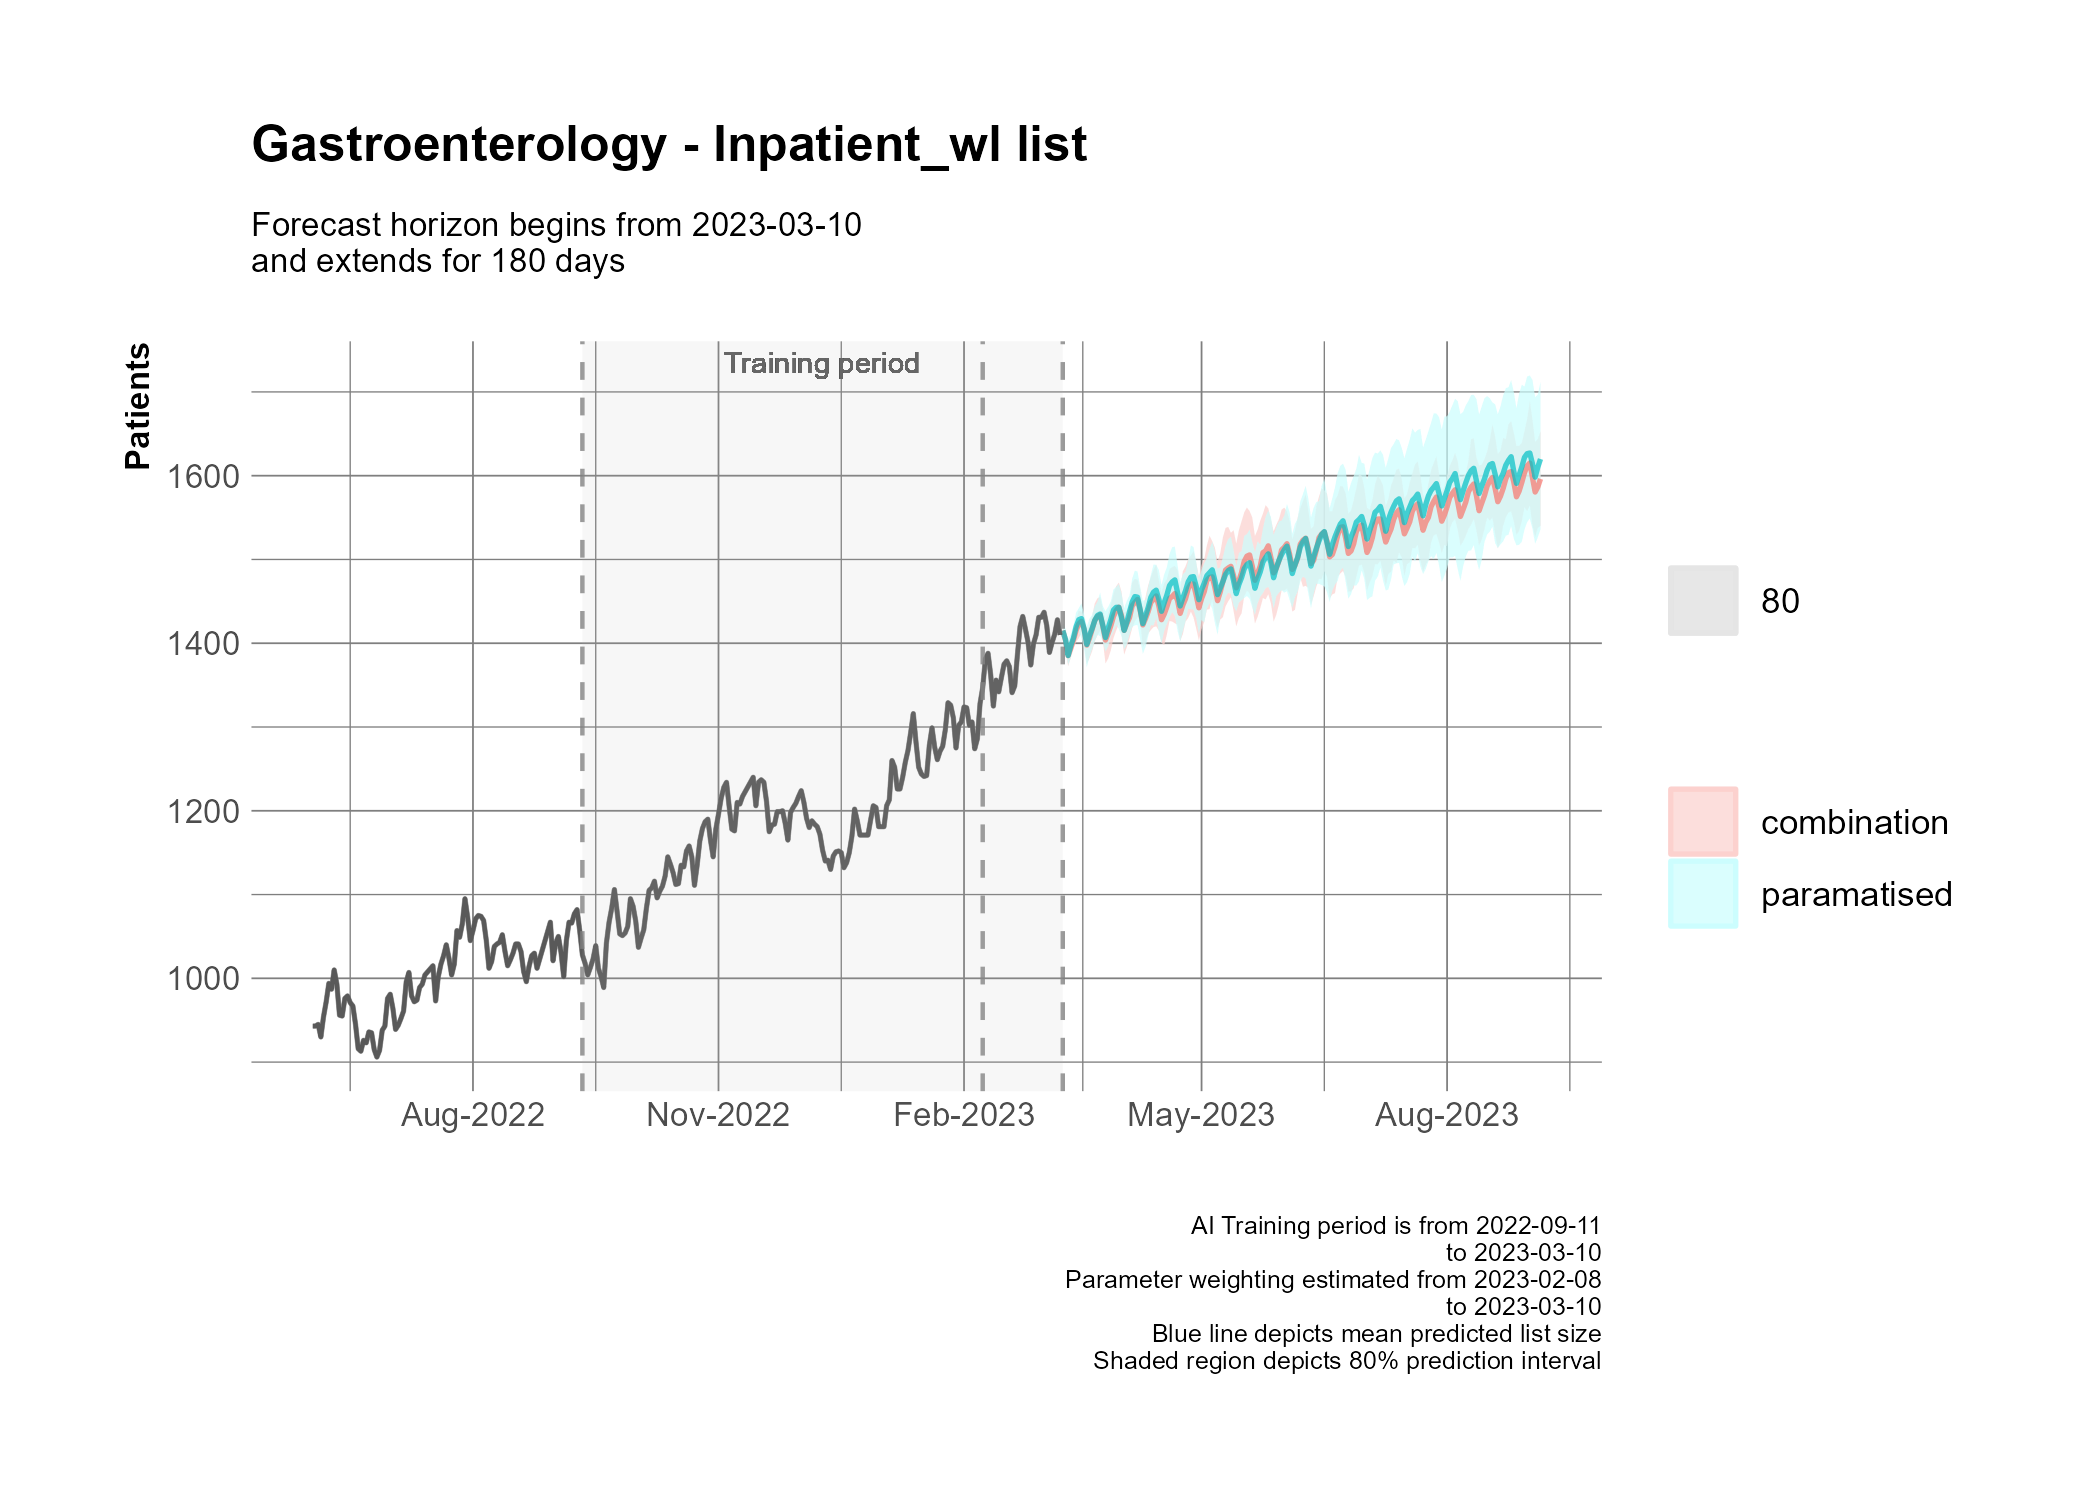 Gastroenterology - Inpatient_wl list
Forecast horizon begins from 2023-03-10
and extends for 180 days
Patients
Training period
1600
1400
1200
1000
Aug-2022
Nov-2022
Feb-2023
May-2023
Aug-2023
80
combination
paramatised
AI Training period is from 2022-09-11
to 2023-03-10
Parameter weighting estimated from 2023-02-08
to 2023-03-10
Blue line depicts mean predicted list size
Shaded region depicts 80% prediction interval